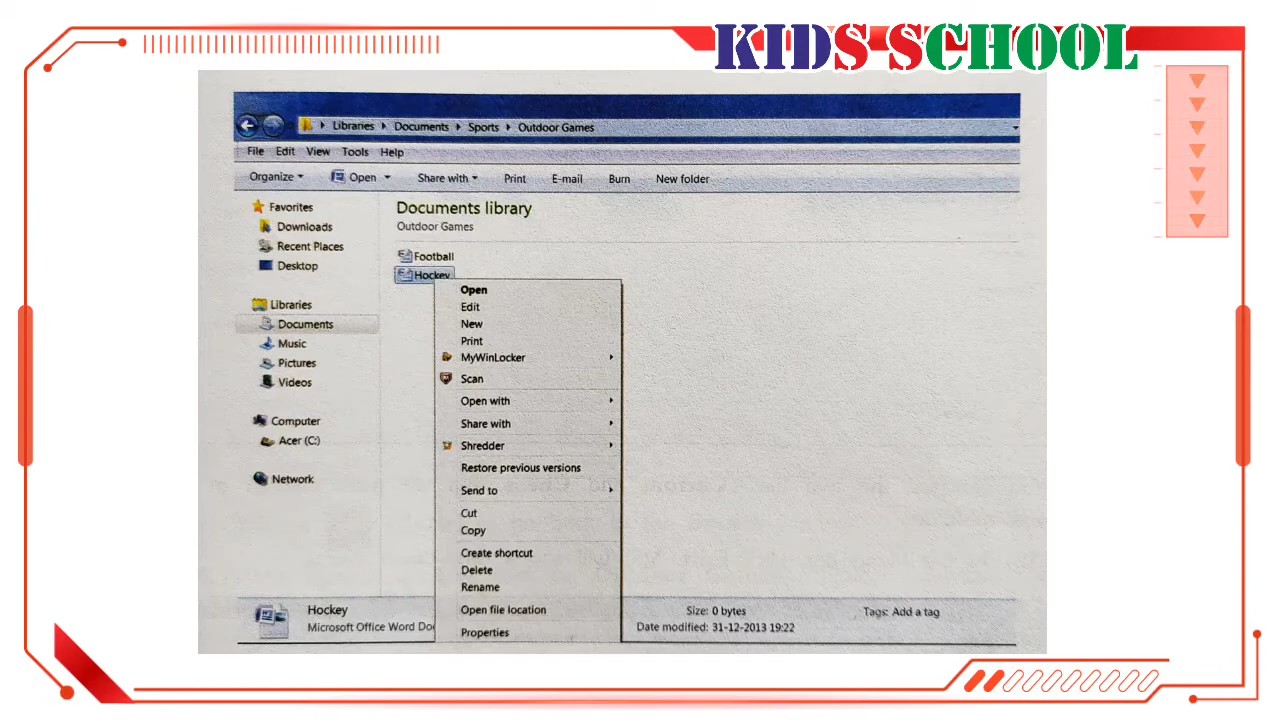 KIDS SCHOOL
Libraries Documents Sports Outdoor Games
File Edit View Tools Help
Organize Open Share with Print E-mail Burn New folder
Favorites
Downloads
Recent Places
Desktop
Libraries
Documents
Music
Pictures
Videos
Computer
Acer (C:)
Network
Documents library
Outdoor Games
Football
Hockey
Open
Edit
New
Print
MyWinLocker
Scan
Open with
Share with
Shredder
Restore previous versions
Send to
Cut
Copy
Create shortcut
Delete
Rename
Open file location
Properties
Hockey
Microsoft Office Word
Size: 0 bytes
Date modified: 31-12-2013 19:22
Tags: Add a tag